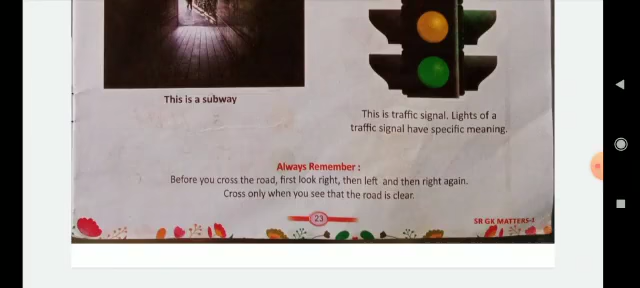 This is a subway
This is traffic signal. Lights of a
traffic signal have specific meaning.
Always Remember :
Before you cross the road, first look right, then left and then right again.
Cross only when you see that the road is clear.
23
SR GK MATTERS-1